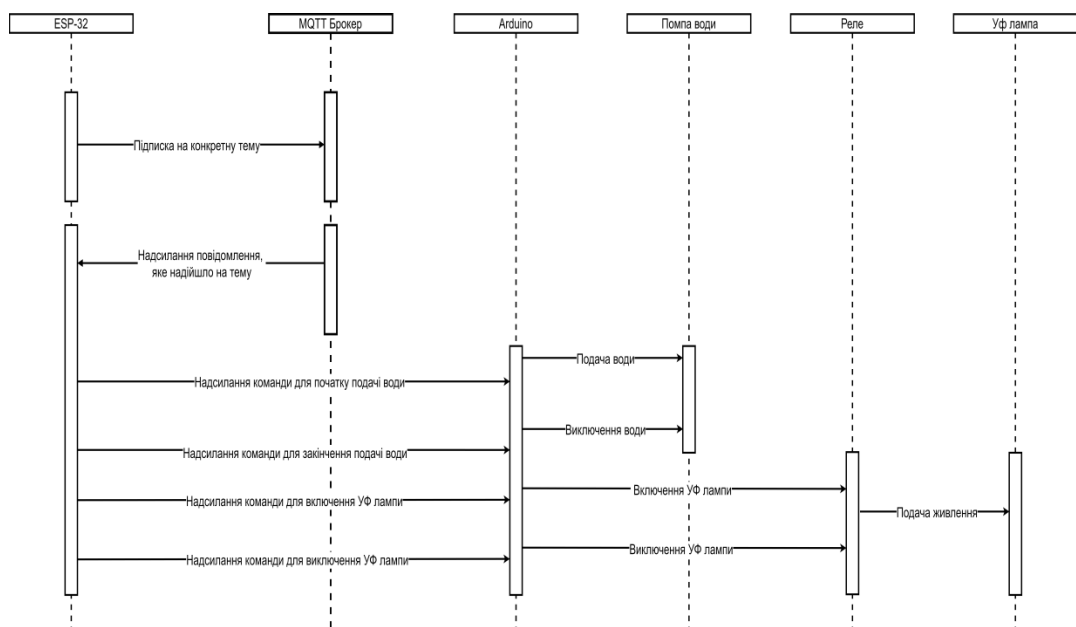 ESP-32
MQTT Брокер
Arduino
Помпа води
Реле
Уф лампа
Підписка на конкретну тему
Надсилання повідомлення,
яке надійшло на тему
Подача води
Надсилання команди для початку подачі води
Виключення води
Надсилання команди для закінчення подачі води
Включення УФ лампи
Надсилання команди для включення УФ лампи
Подача живлення
Виключення УФ лампи
Надсилання команди для виключення УФ лампи